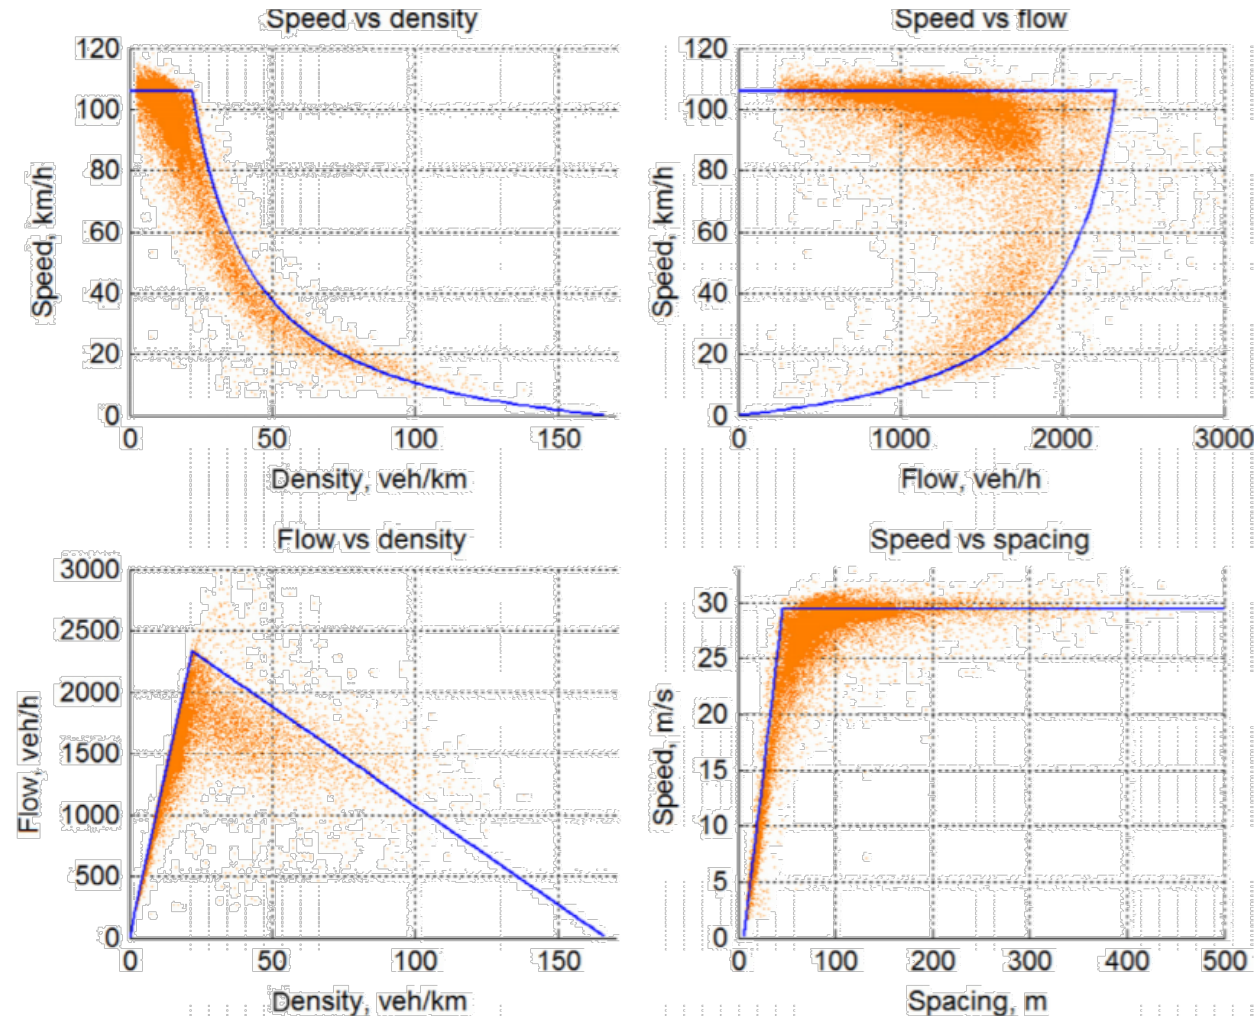 Speed vs density
120
100
80
60
40
20
0
Speed, km/h
0 50 100 150
Density, veh/km
Speed vs flow
120
100
80
60
40
20
0
Speed, km/h
0 1000 2000 3000
Flow, veh/h
Flow vs density
3000
2500
2000
1500
1000
500
0
Flow, veh/h
0 50 100 150
Density, veh/km
Speed vs spacing
30
25
20
15
10
5
0
Speed, m/s
0 100 200 300 400 500
Spacing, m